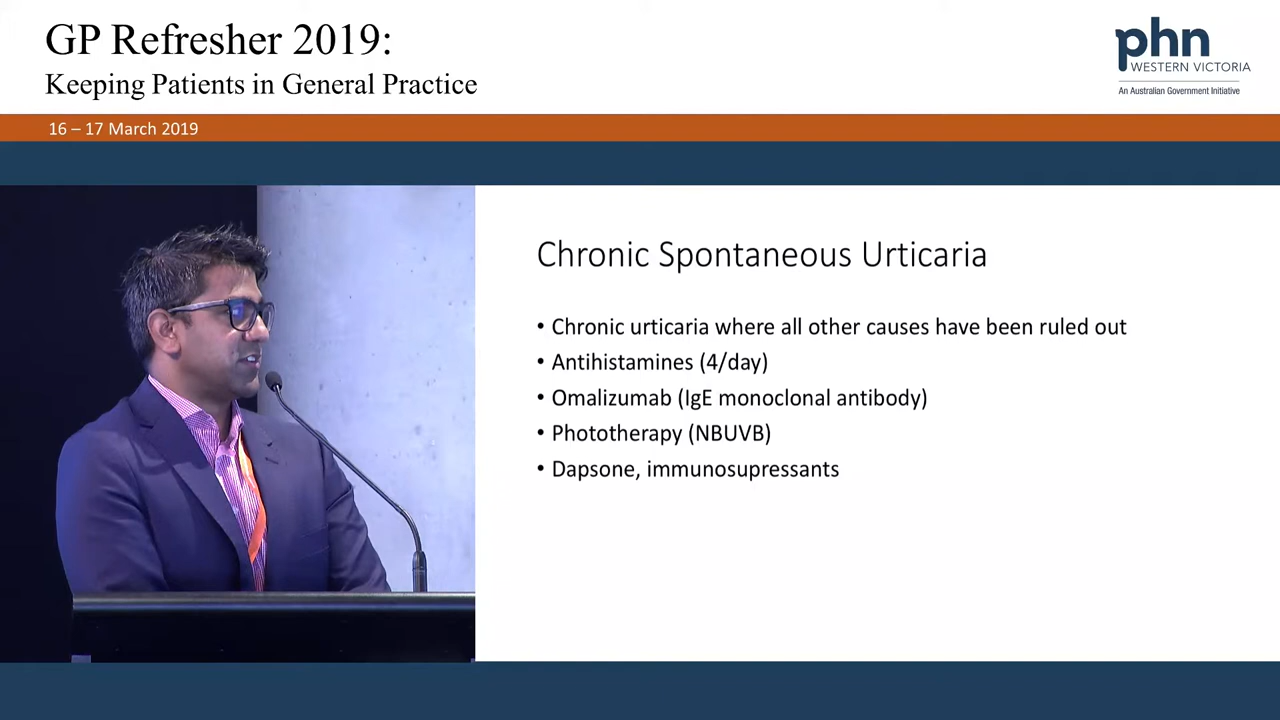 GP Refresher 2019:
Keeping Patients in General Practice
phn
WESTERN VICTORIA
An Australian Government Initiative
16 – 17 March 2019
Chronic Spontaneous Urticaria
• Chronic urticaria where all other causes have been ruled out
• Antihistamines (4/day)
• Omalizumab (IgE monoclonal antibody)
• Phototherapy (NBUVB)
• Dapsone, immunosupressants